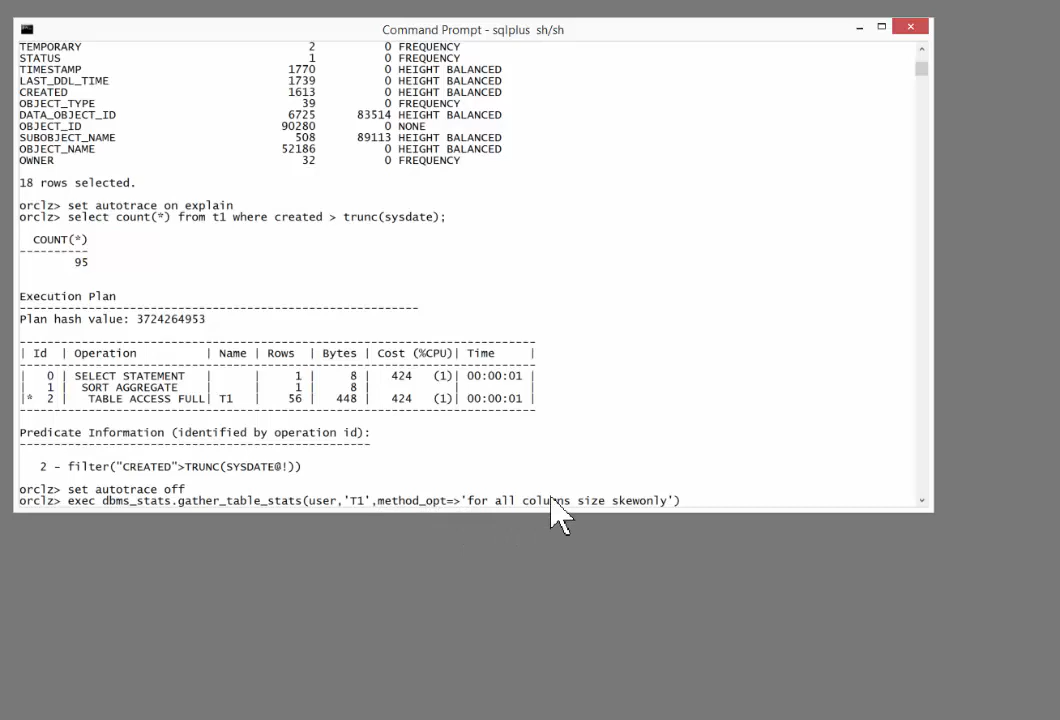 Command Prompt - sqlplus sh/sh
TEMPORARY 2 0 FREQUENCY
STATUS 1 0 FREQUENCY
TIMESTAMP 1770 0 HEIGHT BALANCED
LAST_DDL_TIME 1739 0 HEIGHT BALANCED
CREATED 1613 0 HEIGHT BALANCED
OBJECT_TYPE 39 0 FREQUENCY
DATA_OBJECT_ID 6725 83514 HEIGHT BALANCED
OBJECT_ID 90280 0 NONE
SUBOBJECT_NAME 508 89113 HEIGHT BALANCED
OBJECT_NAME 52186 0 HEIGHT BALANCED
OWNER 32 0 FREQUENCY
18 rows selected.
orclz> set autotrace on explain
orclz> select count(*) from t1 where created > trunc(sysdate);
COUNT(*)
----------
95
Execution Plan
----------------------------------------------------------
Plan hash value: 3724264953
---------------------------------------------------------------------------
| Id | Operation | Name | Rows | Bytes | Cost (%CPU)| Time |
---------------------------------------------------------------------------
| 0 | SELECT STATEMENT | | 1 | 8 | 424 (1)| 00:00:01 |
| 1 | SORT AGGREGATE | | 1 | 8 | | |
|* 2 | TABLE ACCESS FULL| T1 | 56 | 448 | 424 (1)| 00:00:01 |
---------------------------------------------------------------------------
Predicate Information (identified by operation id):
---------------------------------------------------
2 - filter("CREATED">TRUNC(SYSDATE@!))
orclz> set autotrace off
orclz> exec dbms_stats.gather_table_stats(user,'T1',method_opt=>'for all columns size skewonly')